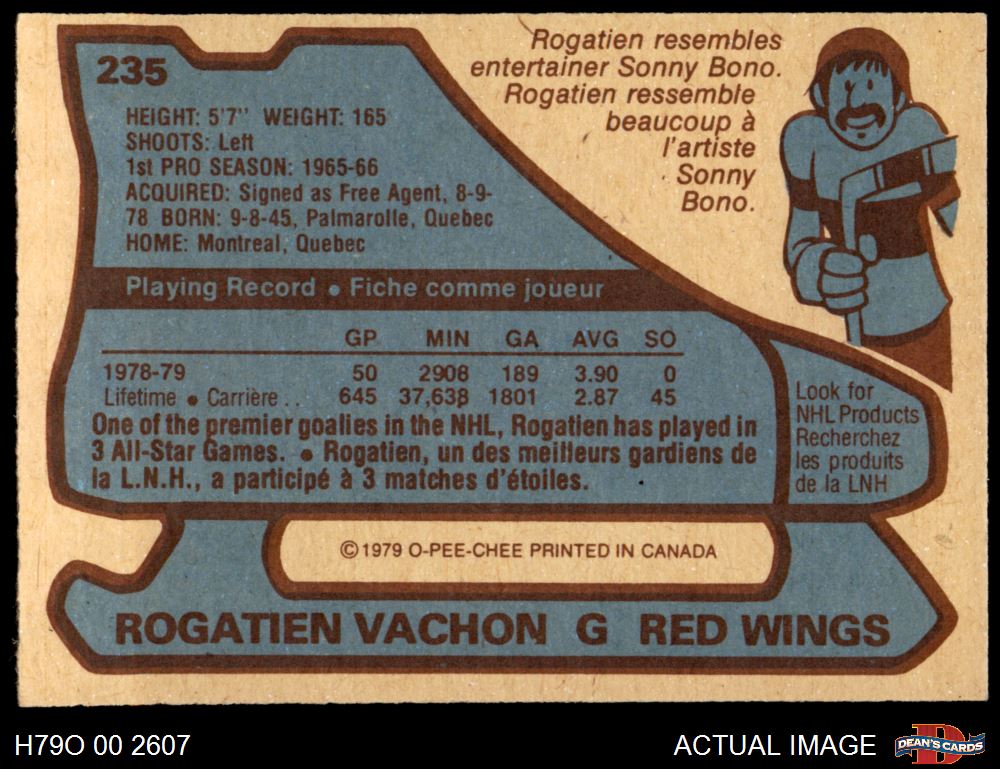 235
Rogatien resembles
entertainer Sonny Bono.
Rogatien ressemble
beaucoup à
l'artiste
Sonny
Bono.
HEIGHT: 5'7" WEIGHT: 165
SHOOTS: Left
1st PRO SEASON: 1965-66
ACQUIRED: Signed as Free Agent, 8-9-
78 BORN: 9-8-45, Palmarolle, Quebec
HOME: Montreal, Quebec
Playing Record • Fiche comme joueur
GP MIN GA AVG SO
1978-79 50 2908 189 3.90 0
Lifetime • Carrière .. 645 37,638 1801 2.87 45
One of the premier goalies in the NHL, Rogatien has played in
3 All-Star Games. • Rogatien, un des meilleurs gardiens de
la L.N.H., a participé à 3 matches d'étoiles.
Look for
NHL Products
Recherchez
les produits
de la LNH
© 1979 O-PEE-CHEE PRINTED IN CANADA
ROGATIEN VACHON G RED WINGS
H79O 00 2607
ACTUAL IMAGE
D
DEAN'S CARDS